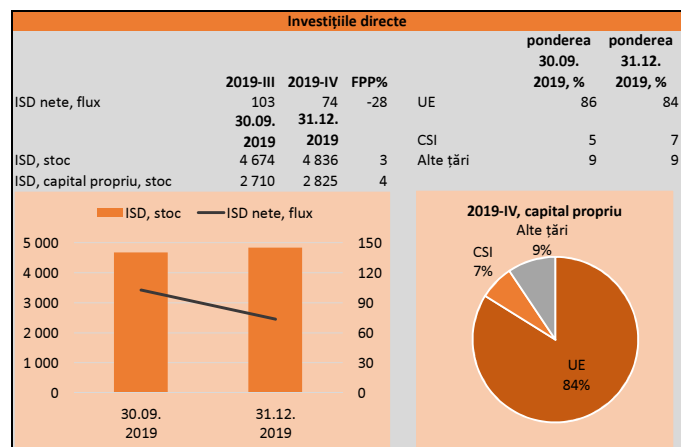 Investițiile directe
ponderea ponderea
30.09. 31.12.
2019-III 2019-IV FPP% 2019, % 2019, %
ISD nete, flux 103 74 -28 UE 86 84
30.09. 31.12.
2019 2019 CSI 5 7
ISD, stoc 4 674 4 836 3 Alte țări 9 9
ISD, capital propriu, stoc 2 710 2 825 4
ISD, stoc ISD nete, flux
5 000 150
4 000 120
3 000 90
2 000 60
1 000 30
0 0
30.09. 31.12.
2019 2019
2019-IV, capital propriu
Alte țări
9%
CSI
7%
UE
84%